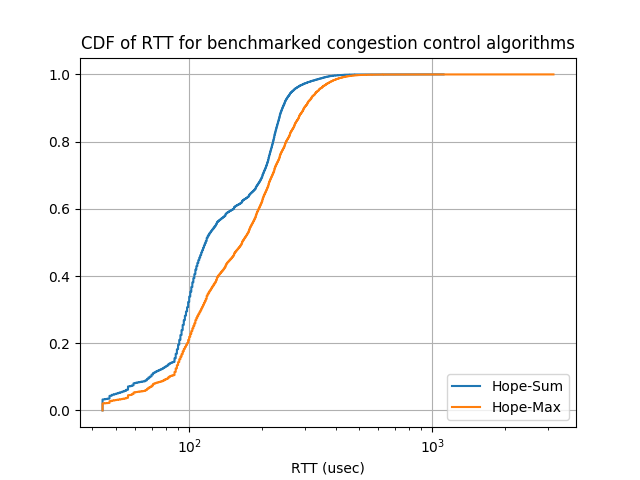 CDF of RTT for benchmarked congestion control algorithms
1.0
0.8
0.6
0.4
0.2
0.0
Hope-Sum
Hope-Max
10²
10³
RTT (usec)